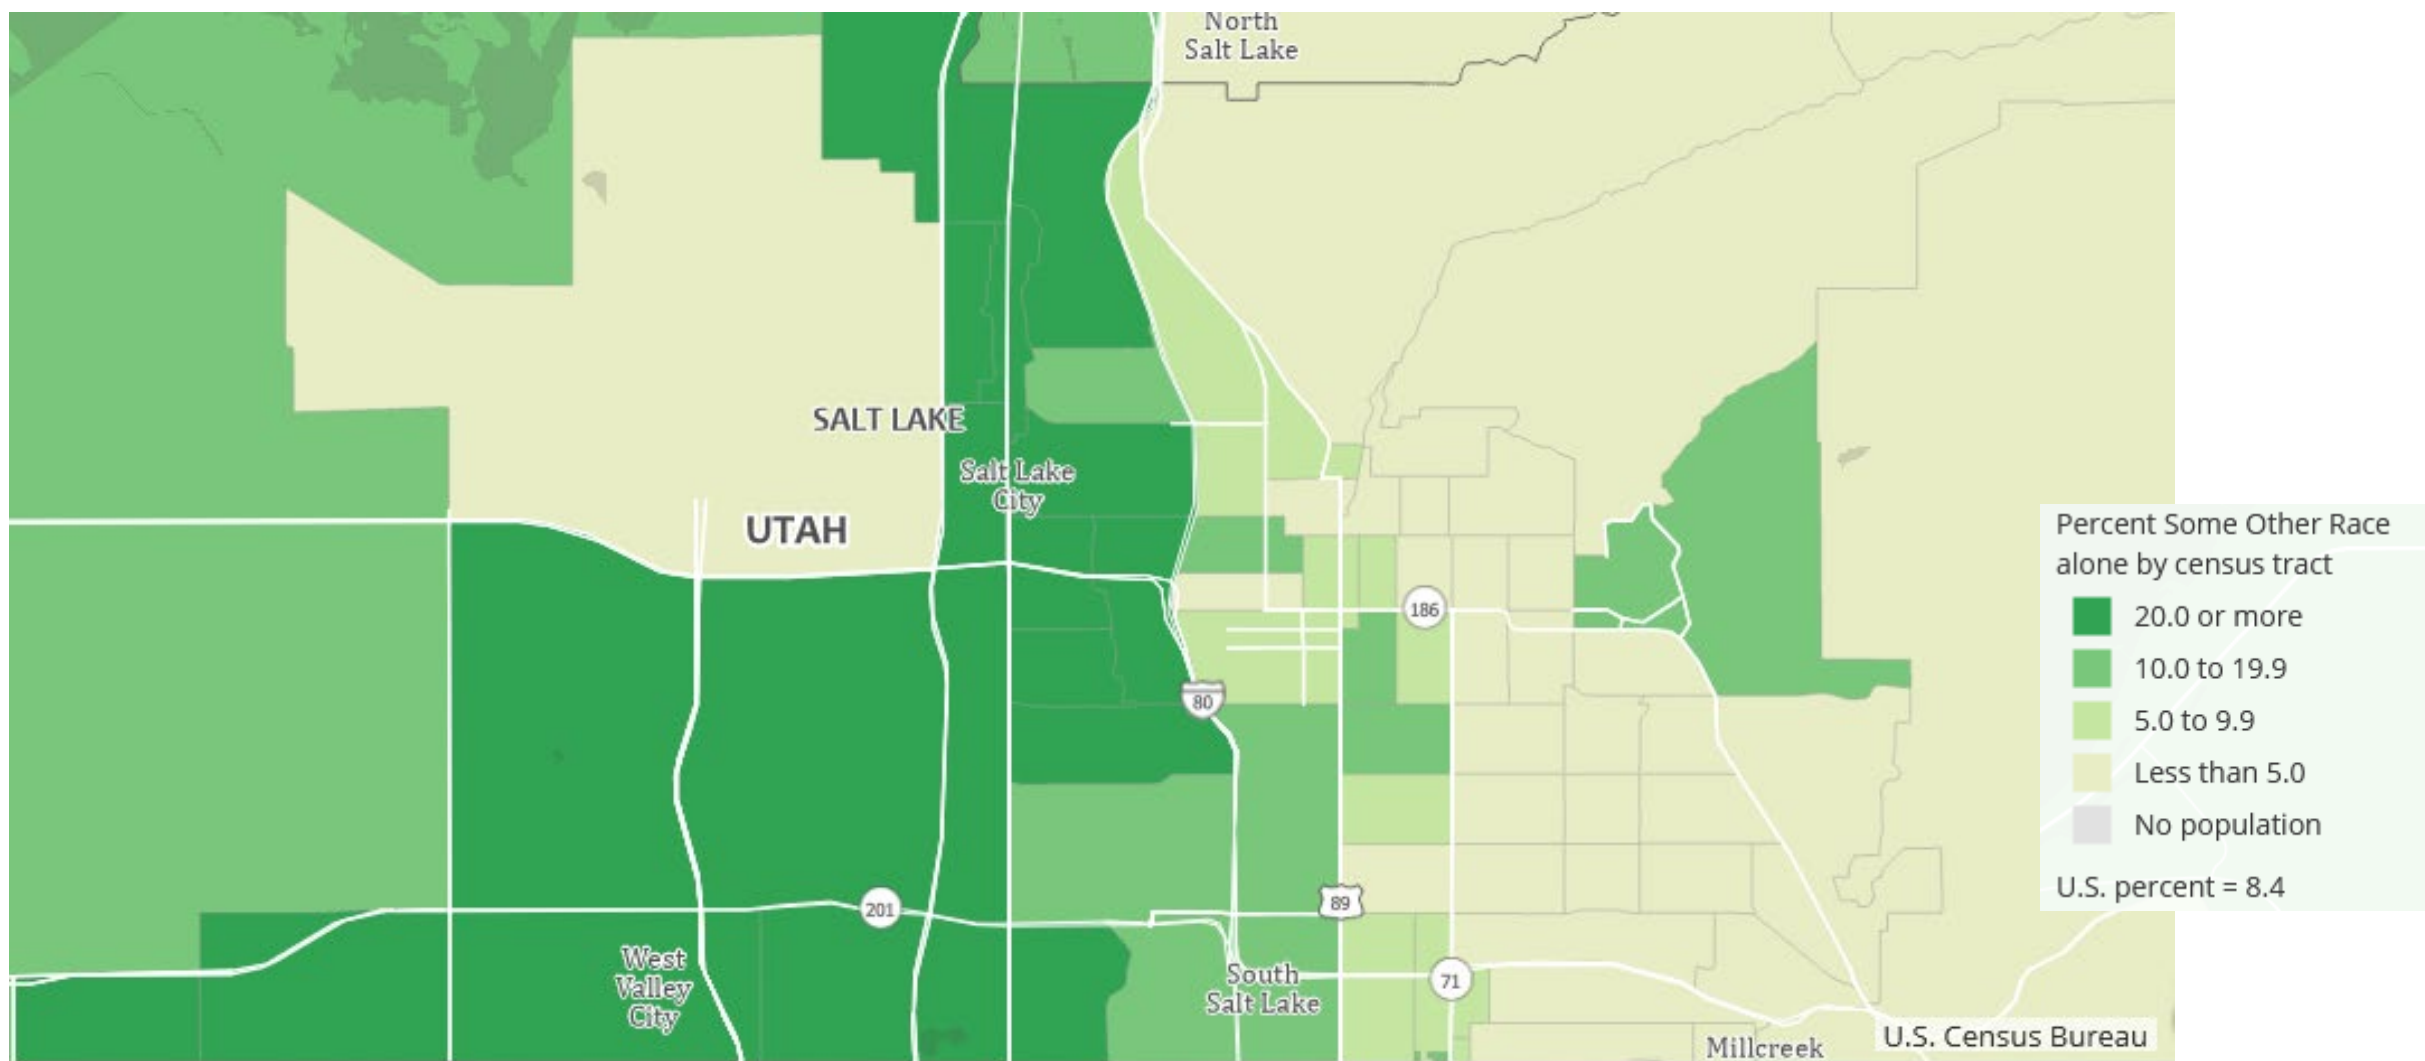 North
Salt Lake
SALT LAKE
Salt Lake
City
UTAH
186
80
201
89
West
Valley
City
South
Salt Lake
71
Millcreek
Percent Some Other Race
alone by census tract
20.0 or more
10.0 to 19.9
5.0 to 9.9
Less than 5.0
No population
U.S. percent = 8.4
U.S. Census Bureau